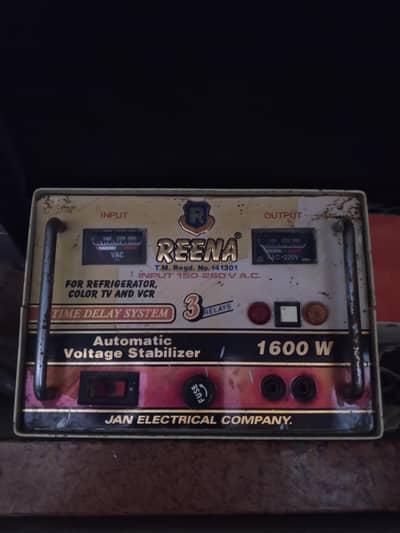 INPUT
OUTPUT
R
VAC
REENA
T.M. Regd. No. 141301
INPUT 150-260 V A.C.
FOR REFRIGERATOR,
COLOR TV AND VCR
TIME DELAY SYSTEM
3 RELAYS
Automatic
Voltage Stabilizer
1600 W
FUSE
JAN ELECTRICAL COMPANY.